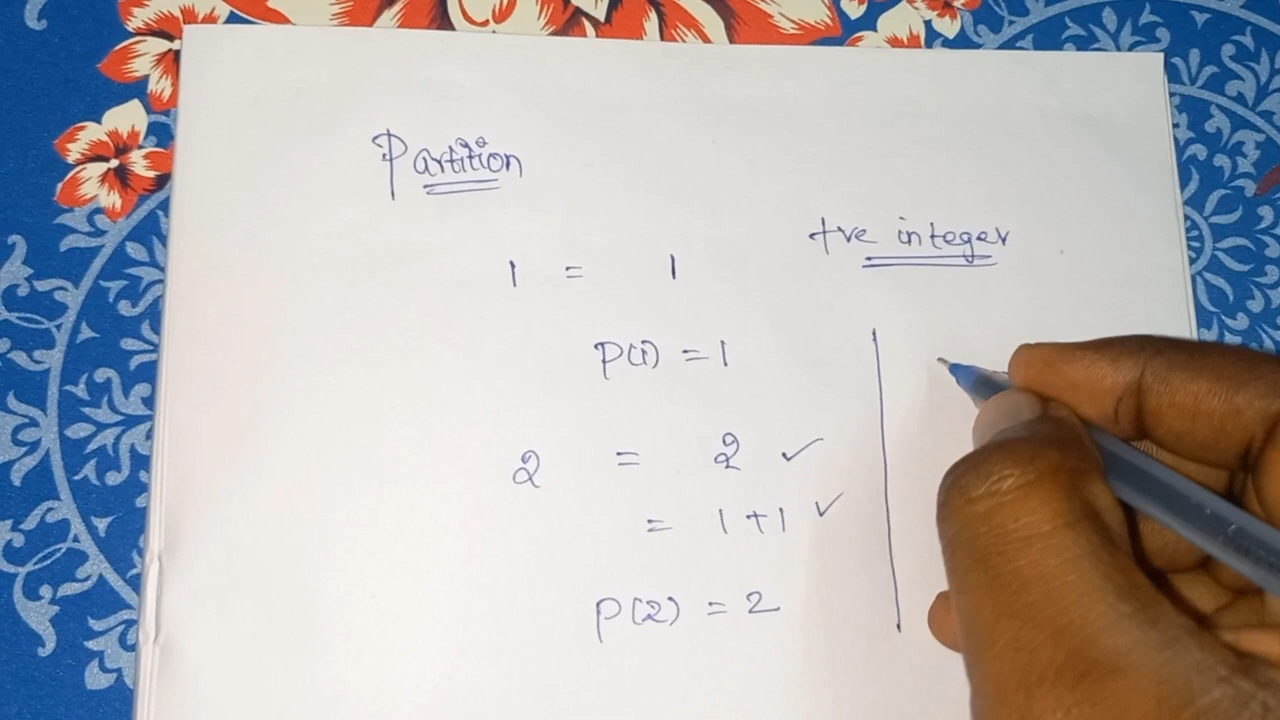 Partition
+ve integer
1 = 1
P(1) = 1
2 = 2 ✓
= 1+1 ✓
P(2) = 2